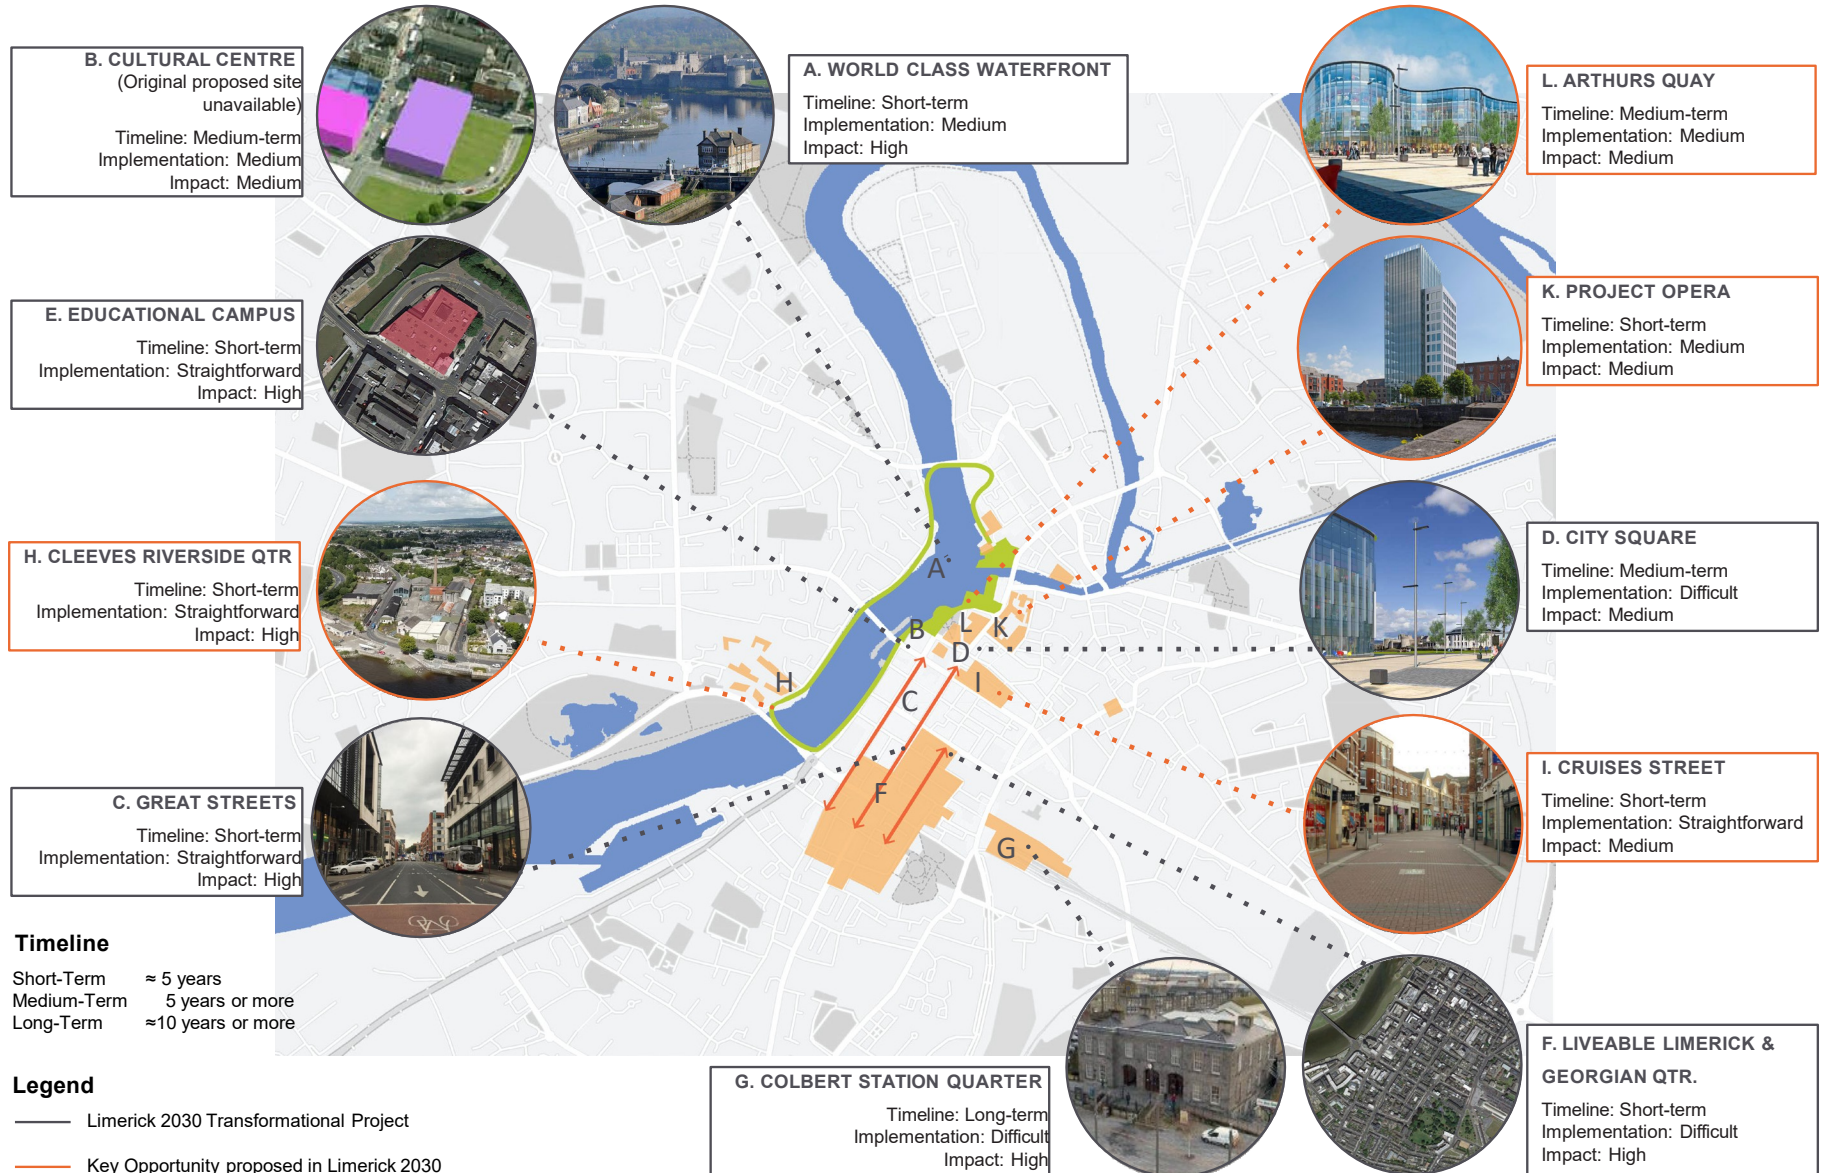 B. CULTURAL CENTRE
(Original proposed site
unavailable)
Timeline: Medium-term
Implementation: Medium
Impact: Medium
A. WORLD CLASS WATERFRONT
Timeline: Short-term
Implementation: Medium
Impact: High
L. ARTHURS QUAY
Timeline: Medium-term
Implementation: Medium
Impact: Medium
E. EDUCATIONAL CAMPUS
Timeline: Short-term
Implementation: Straightforward
Impact: High
K. PROJECT OPERA
Timeline: Short-term
Implementation: Medium
Impact: Medium
H. CLEEVES RIVERSIDE QTR
Timeline: Short-term
Implementation: Straightforward
Impact: High
D. CITY SQUARE
Timeline: Medium-term
Implementation: Difficult
Impact: Medium
A
B
L
K
D
H
I
C
F
G
C. GREAT STREETS
Timeline: Short-term
Implementation: Straightforward
Impact: High
I. CRUISES STREET
Timeline: Short-term
Implementation: Straightforward
Impact: Medium
Timeline
Short-Term ≈ 5 years
Medium-Term 5 years or more
Long-Term ≈10 years or more
Legend
Limerick 2030 Transformational Project
Key Opportunity proposed in Limerick 2030
G. COLBERT STATION QUARTER
Timeline: Long-term
Implementation: Difficult
Impact: High
F. LIVEABLE LIMERICK &
GEORGIAN QTR.
Timeline: Short-term
Implementation: Difficult
Impact: High